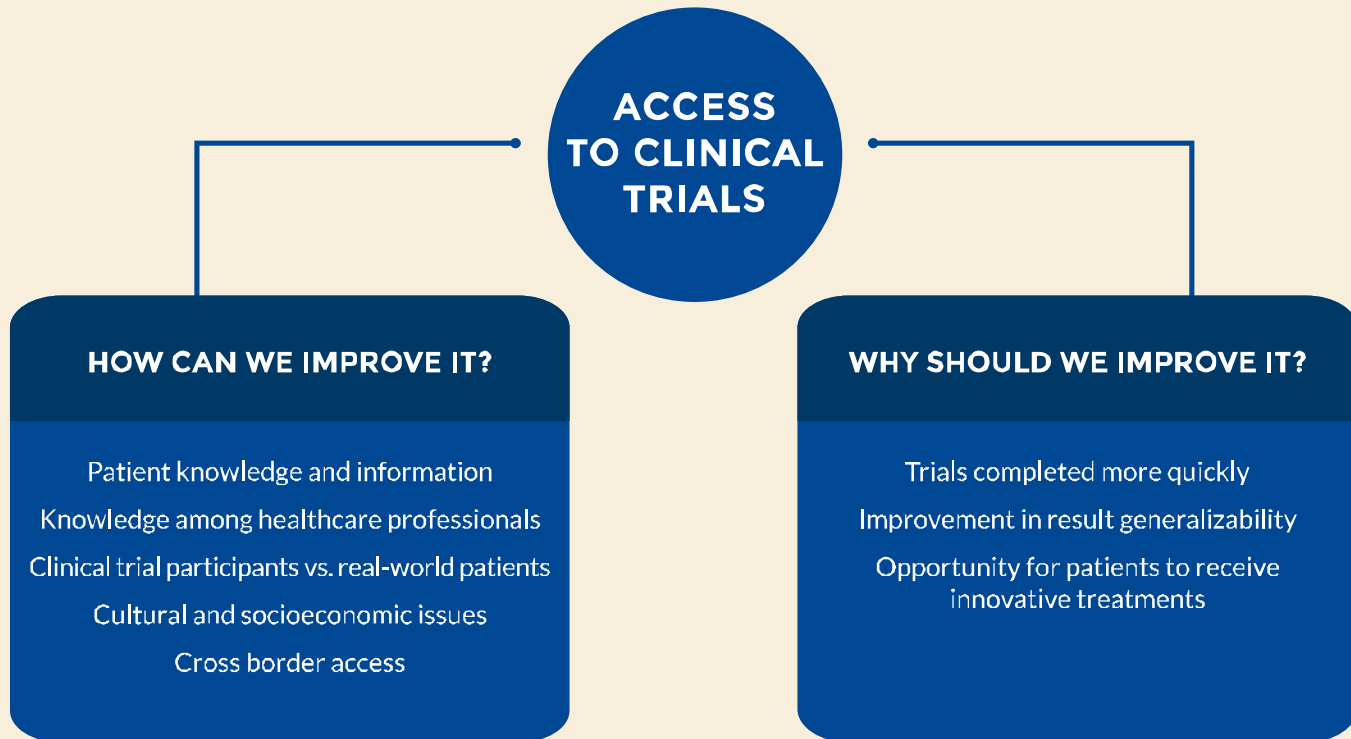 ACCESS
TO CLINICAL
TRIALS
HOW CAN WE IMPROVE IT?
Patient knowledge and information
Knowledge among healthcare professionals
Clinical trial participants vs. real-world patients
Cultural and socioeconomic issues
Cross border access
WHY SHOULD WE IMPROVE IT?
Trials completed more quickly
Improvement in result generalizability
Opportunity for patients to receive
innovative treatments